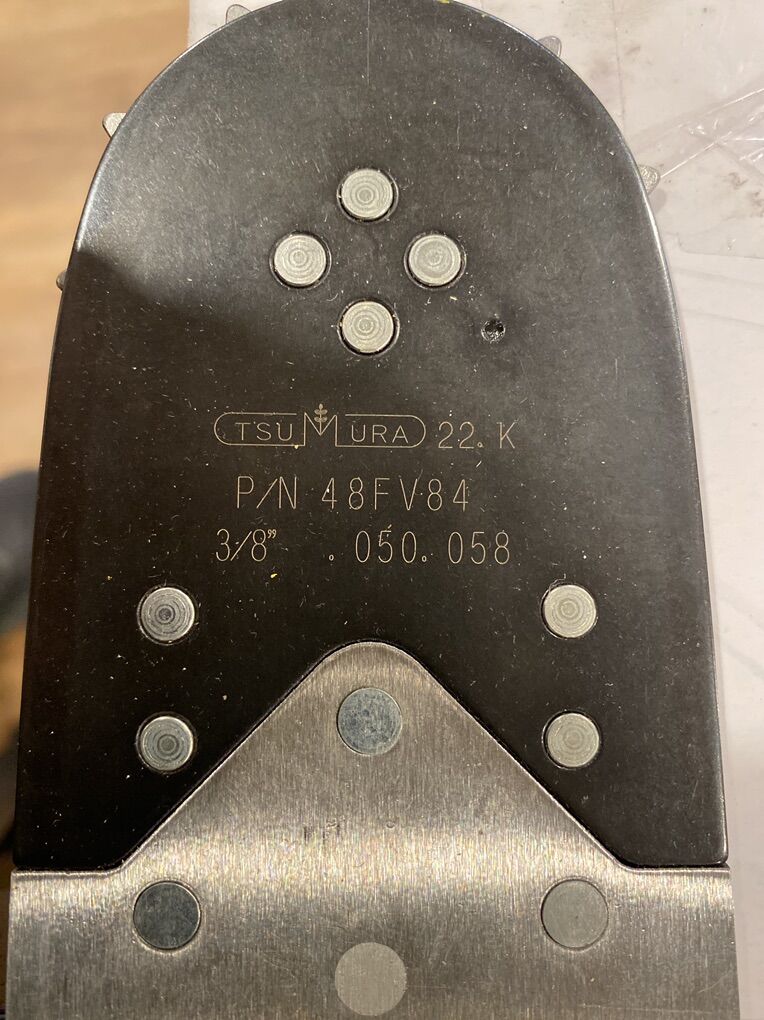 TSUMURA 22. K
P/N 48FV84
3/8" .050. 058